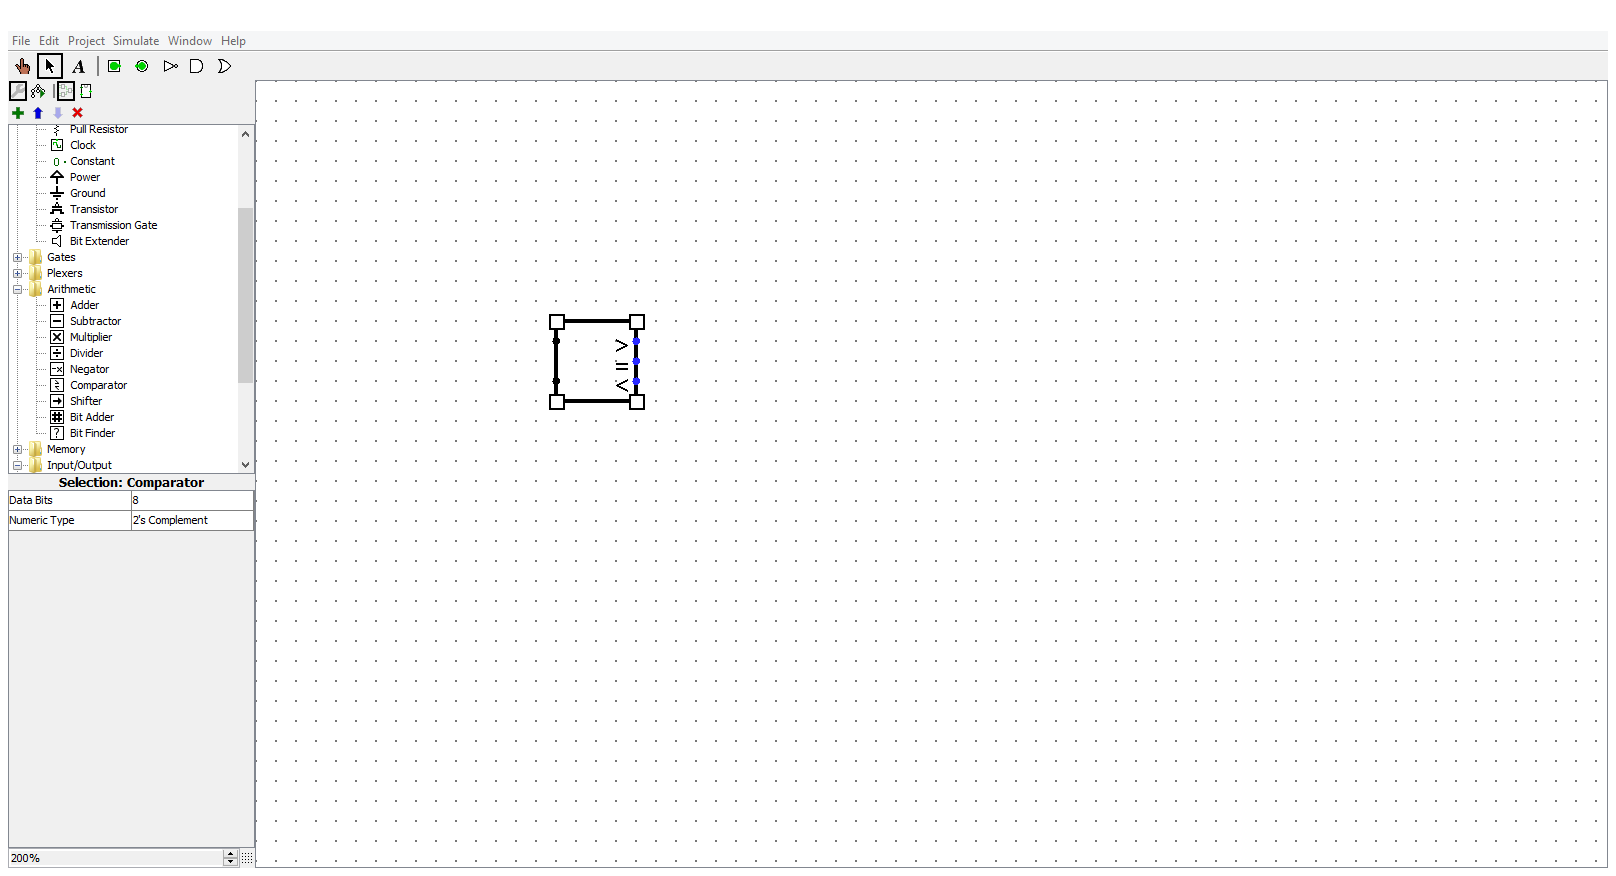 File Edit Project Simulate Window Help
A
Pull Resistor
Clock
0 Constant
Power
Ground
Transistor
Transmission Gate
Bit Extender
Gates
Plexers
Arithmetic
Adder
Subtractor
Multiplier
Divider
-x Negator
Comparator
Shifter
Bit Adder
? Bit Finder
Memory
Input/Output
Selection: Comparator
Data Bits 8
Numeric Type 2's Complement
200%
>
=
<